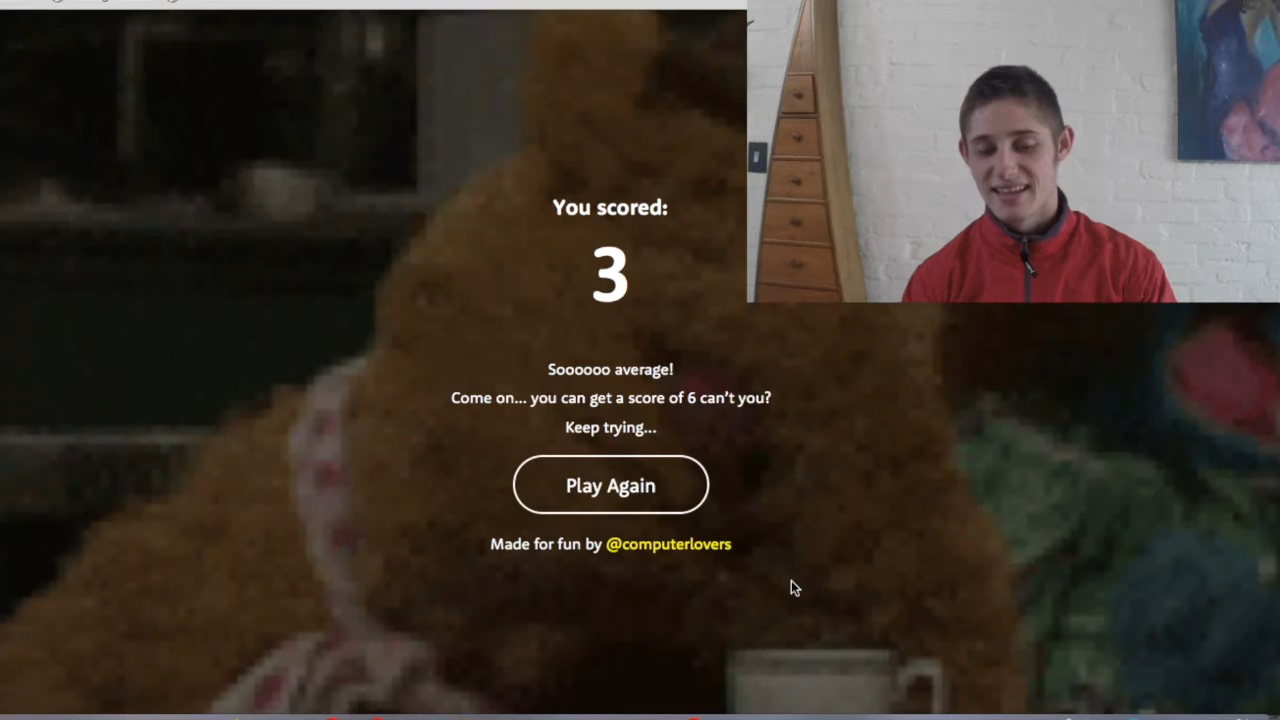 You scored:
3
Soooooo average!
Come on... you can get a score of 6 can't you?
Keep trying...
Play Again
Made for fun by @computerlovers